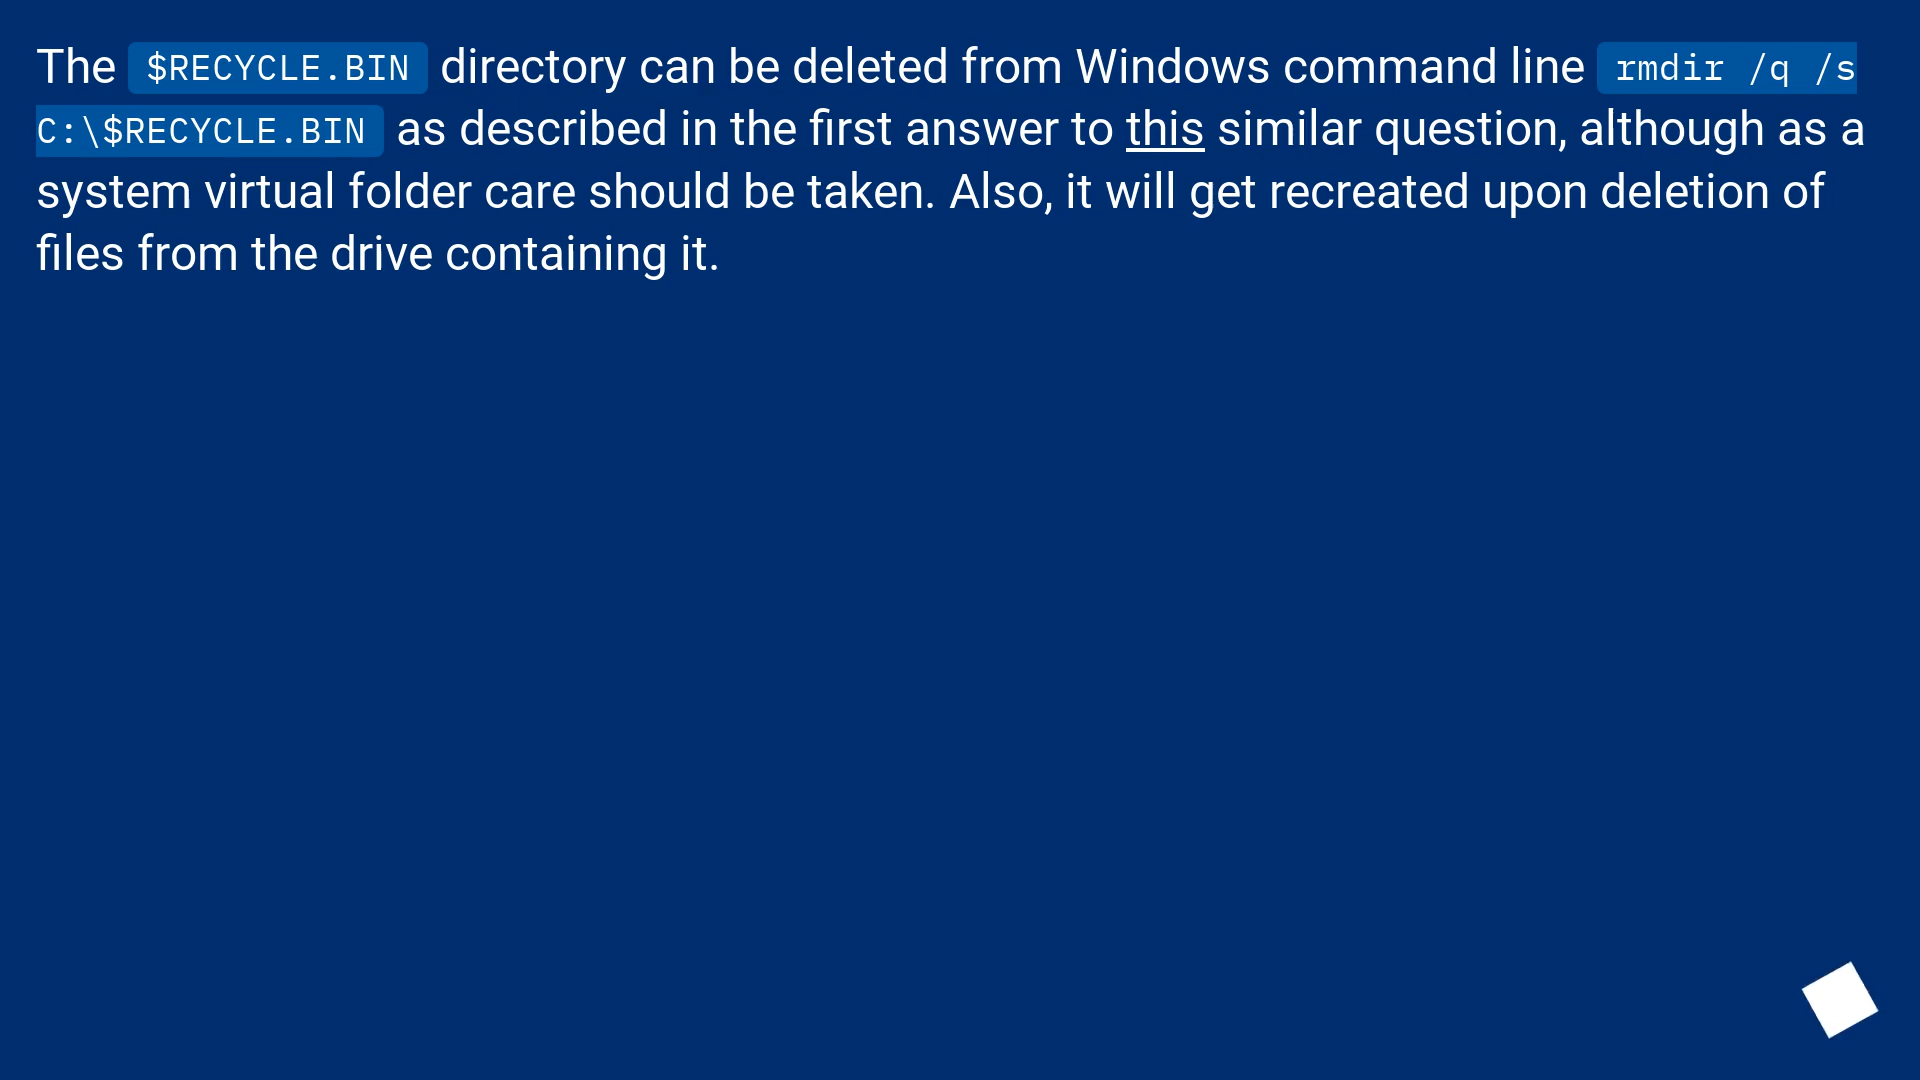 The $RECYCLE.BIN directory can be deleted from Windows command line rmdir /q /s
C:\$RECYCLE.BIN as described in the first answer to this similar question, although as a
system virtual folder care should be taken. Also, it will get recreated upon deletion of
files from the drive containing it.